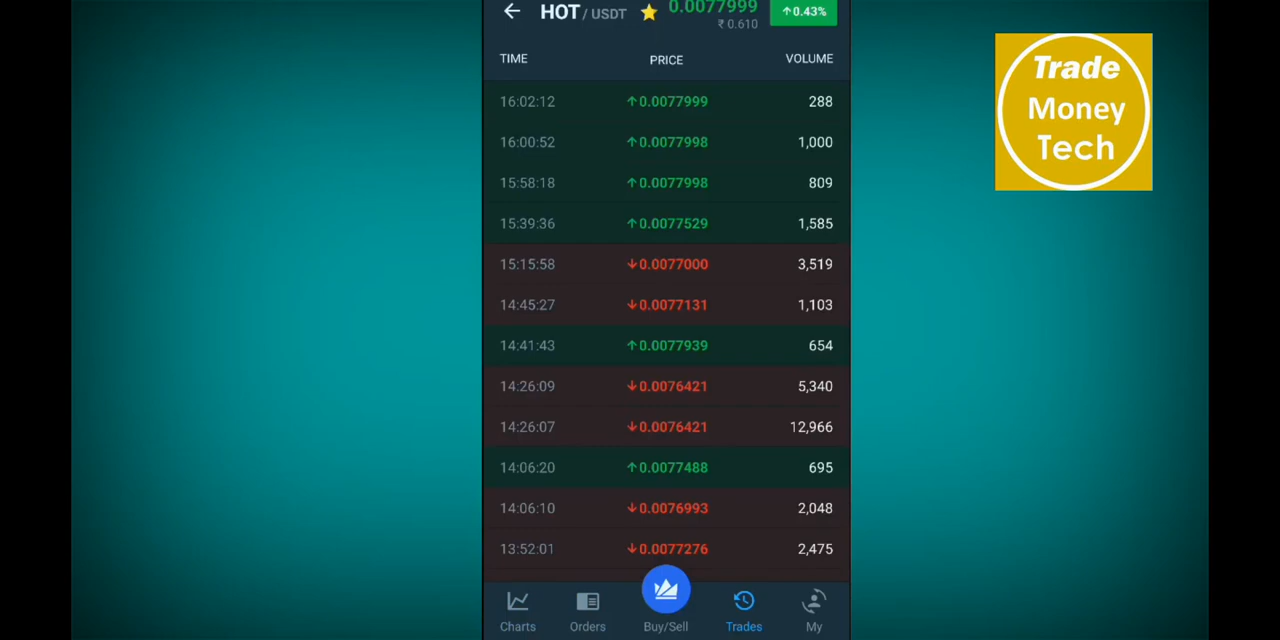 ← HOT / USDT ⭐ 0.0077999 ↑0.43%
₹ 0.610
TIME PRICE VOLUME
16:02:12 ↑0.0077999 288
16:00:52 ↑0.0077998 1,000
15:58:18 ↑0.0077998 809
15:39:36 ↑0.0077529 1,585
15:15:58 ↓0.0077000 3,519
14:45:27 ↓0.0077131 1,103
14:41:43 ↑0.0077939 654
14:26:09 ↓0.0076421 5,340
14:26:07 ↓0.0076421 12,966
14:06:20 ↑0.0077488 695
14:06:10 ↓0.0076993 2,048
13:52:01 ↓0.0077276 2,475
Charts Orders Buy/Sell Trades My
Trade
Money
Tech